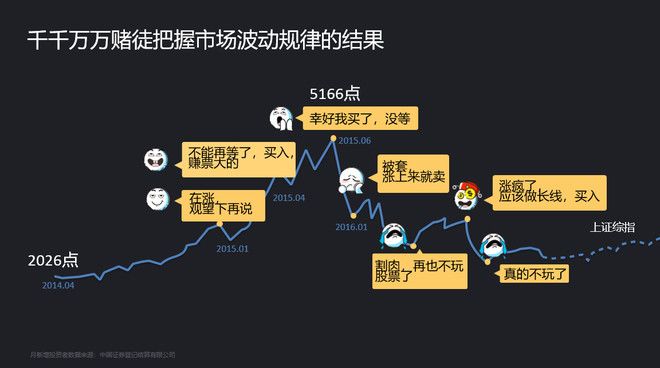 千千万万赌徒把握市场波动规律的结果
5166点
幸好我买了，没等
2015.06
不能再等了，买入，
赚票大的
被套
涨上来就卖
涨疯了
应该做长线，买入
在涨，
观望下再说
2015.04
2016.01
2015.01
上证综指
2026点
割肉，再也不玩
股票了
真的不玩了
2014.04
月新增投资者数据来源：中国证券登记结算有限公司